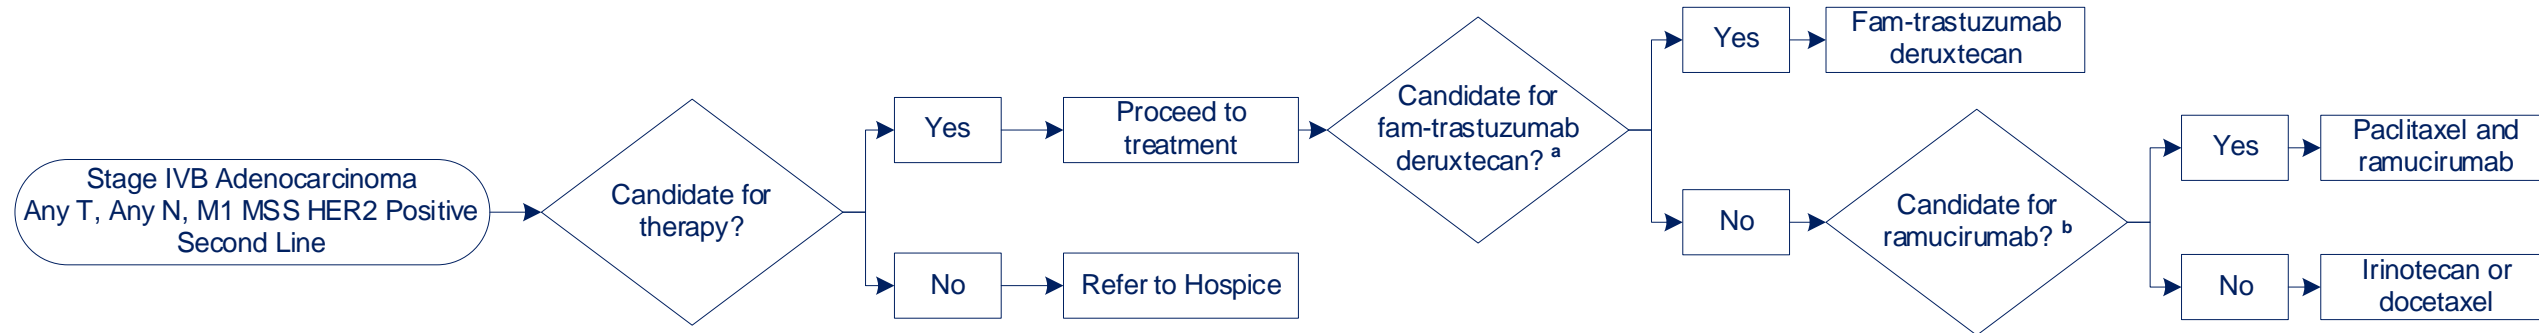 Stage IVB Adenocarcinoma
Any T, Any N, M1 MSS HER2 Positive
Second Line
Candidate for
therapy?
Yes
Proceed to
treatment
No
Refer to Hospice
Candidate for
fam-trastuzumab
deruxtecan? a
Yes
Fam-trastuzumab
deruxtecan
No
Candidate for
ramucirumab? b
Yes
Paclitaxel and
ramucirumab
No
Irinotecan or
docetaxel